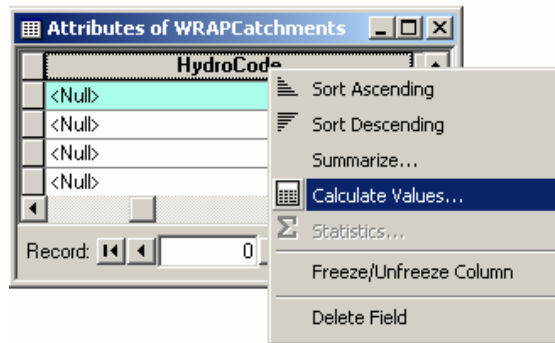 Attributes of WRAPCatchments
HydroCode
<Null>
<Null>
<Null>
<Null>
Record: 0
Sort Ascending
Sort Descending
Summarize...
Calculate Values...
Σ Statistics...
Freeze/Unfreeze Column
Delete Field